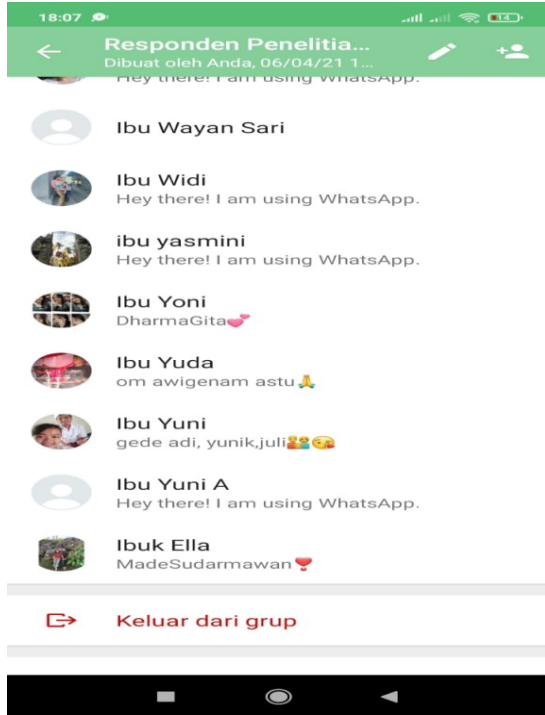 18:07
14
Responden Penelitia...
Dibuat oleh Anda, 06/04/21 1...
Hey there! I am using WhatsApp.
Ibu Wayan Sari
Ibu Widi
Hey there! I am using WhatsApp.
ibu yasmini
Hey there! I am using WhatsApp.
Ibu Yoni
DharmaGita💕
Ibu Yuda
om awigenam astu🙏
Ibu Yuni
gede adi, yunik,juli👨‍👩‍👦😘
Ibu Yuni A
Hey there! I am using WhatsApp.
Ibuk Ella
MadeSudarmawan❣️
Keluar dari grup